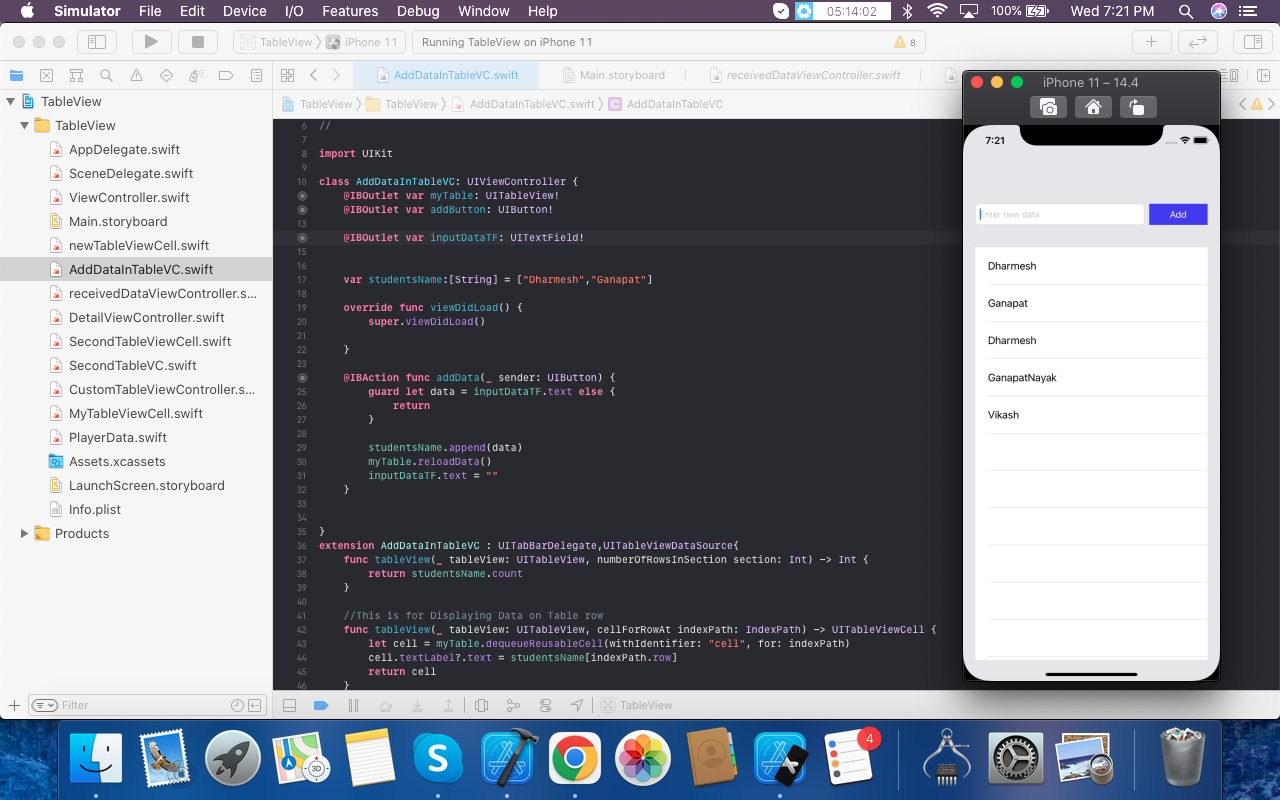 Simulator File Edit Device I/O Features Debug Window Help 05:14:02 100% Wed 7:21 PM
TableView iPhone 11 Running TableView on iPhone 11 8
AddDataInTableVC.swift Main.storyboard receivedDataViewController.swift
TableView TableView AddDataInTableVC.swift C AddDataInTableVC
TableView
TableView
AppDelegate.swift
SceneDelegate.swift
ViewController.swift
Main.storyboard
newTableViewCell.swift
AddDataInTableVC.swift
receivedDataViewController.s...
DetailViewController.swift
SecondTableViewCell.swift
SecondTableVC.swift
CustomTableViewController.s...
MyTableViewCell.swift
PlayerData.swift
Assets.xcassets
LaunchScreen.storyboard
Info.plist
Products
Filter
6 //
7
8 import UIKit
9
10 class AddDataInTableVC: UIViewController {
@IBOutlet var myTable: UITableView!
@IBOutlet var addButton: UIButton!
13
@IBOutlet var inputDataTF: UITextField!
15
16
17 var studentsName:[String] = ["Dharmesh","Ganapat"]
18
19 override func viewDidLoad() {
20 super.viewDidLoad()
21
22 }
23
@IBAction func addData(_ sender: UIButton) {
25 guard let data = inputDataTF.text else {
26 return
27 }
28
29 studentsName.append(data)
30 myTable.reloadData()
31 inputDataTF.text = ""
32 }
33
34
35 }
36 extension AddDataInTableVC : UITabBarDelegate,UITableViewDataSource{
37 func tableView(_ tableView: UITableView, numberOfRowsInSection section: Int) -> Int {
38 return studentsName.count
39 }
40
41 //This is for Displaying Data on Table row
42 func tableView(_ tableView: UITableView, cellForRowAt indexPath: IndexPath) -> UITableViewCell {
43 let cell = myTable.dequeueReusableCell(withIdentifier: "cell", for: indexPath)
44 cell.textLabel?.text = studentsName[indexPath.row]
45 return cell
46 }
TableView
iPhone 11 – 14.4
7:21
Enter new data Add
Dharmesh
Ganapat
Dharmesh
GanapatNayak
Vikash
S
3D
4